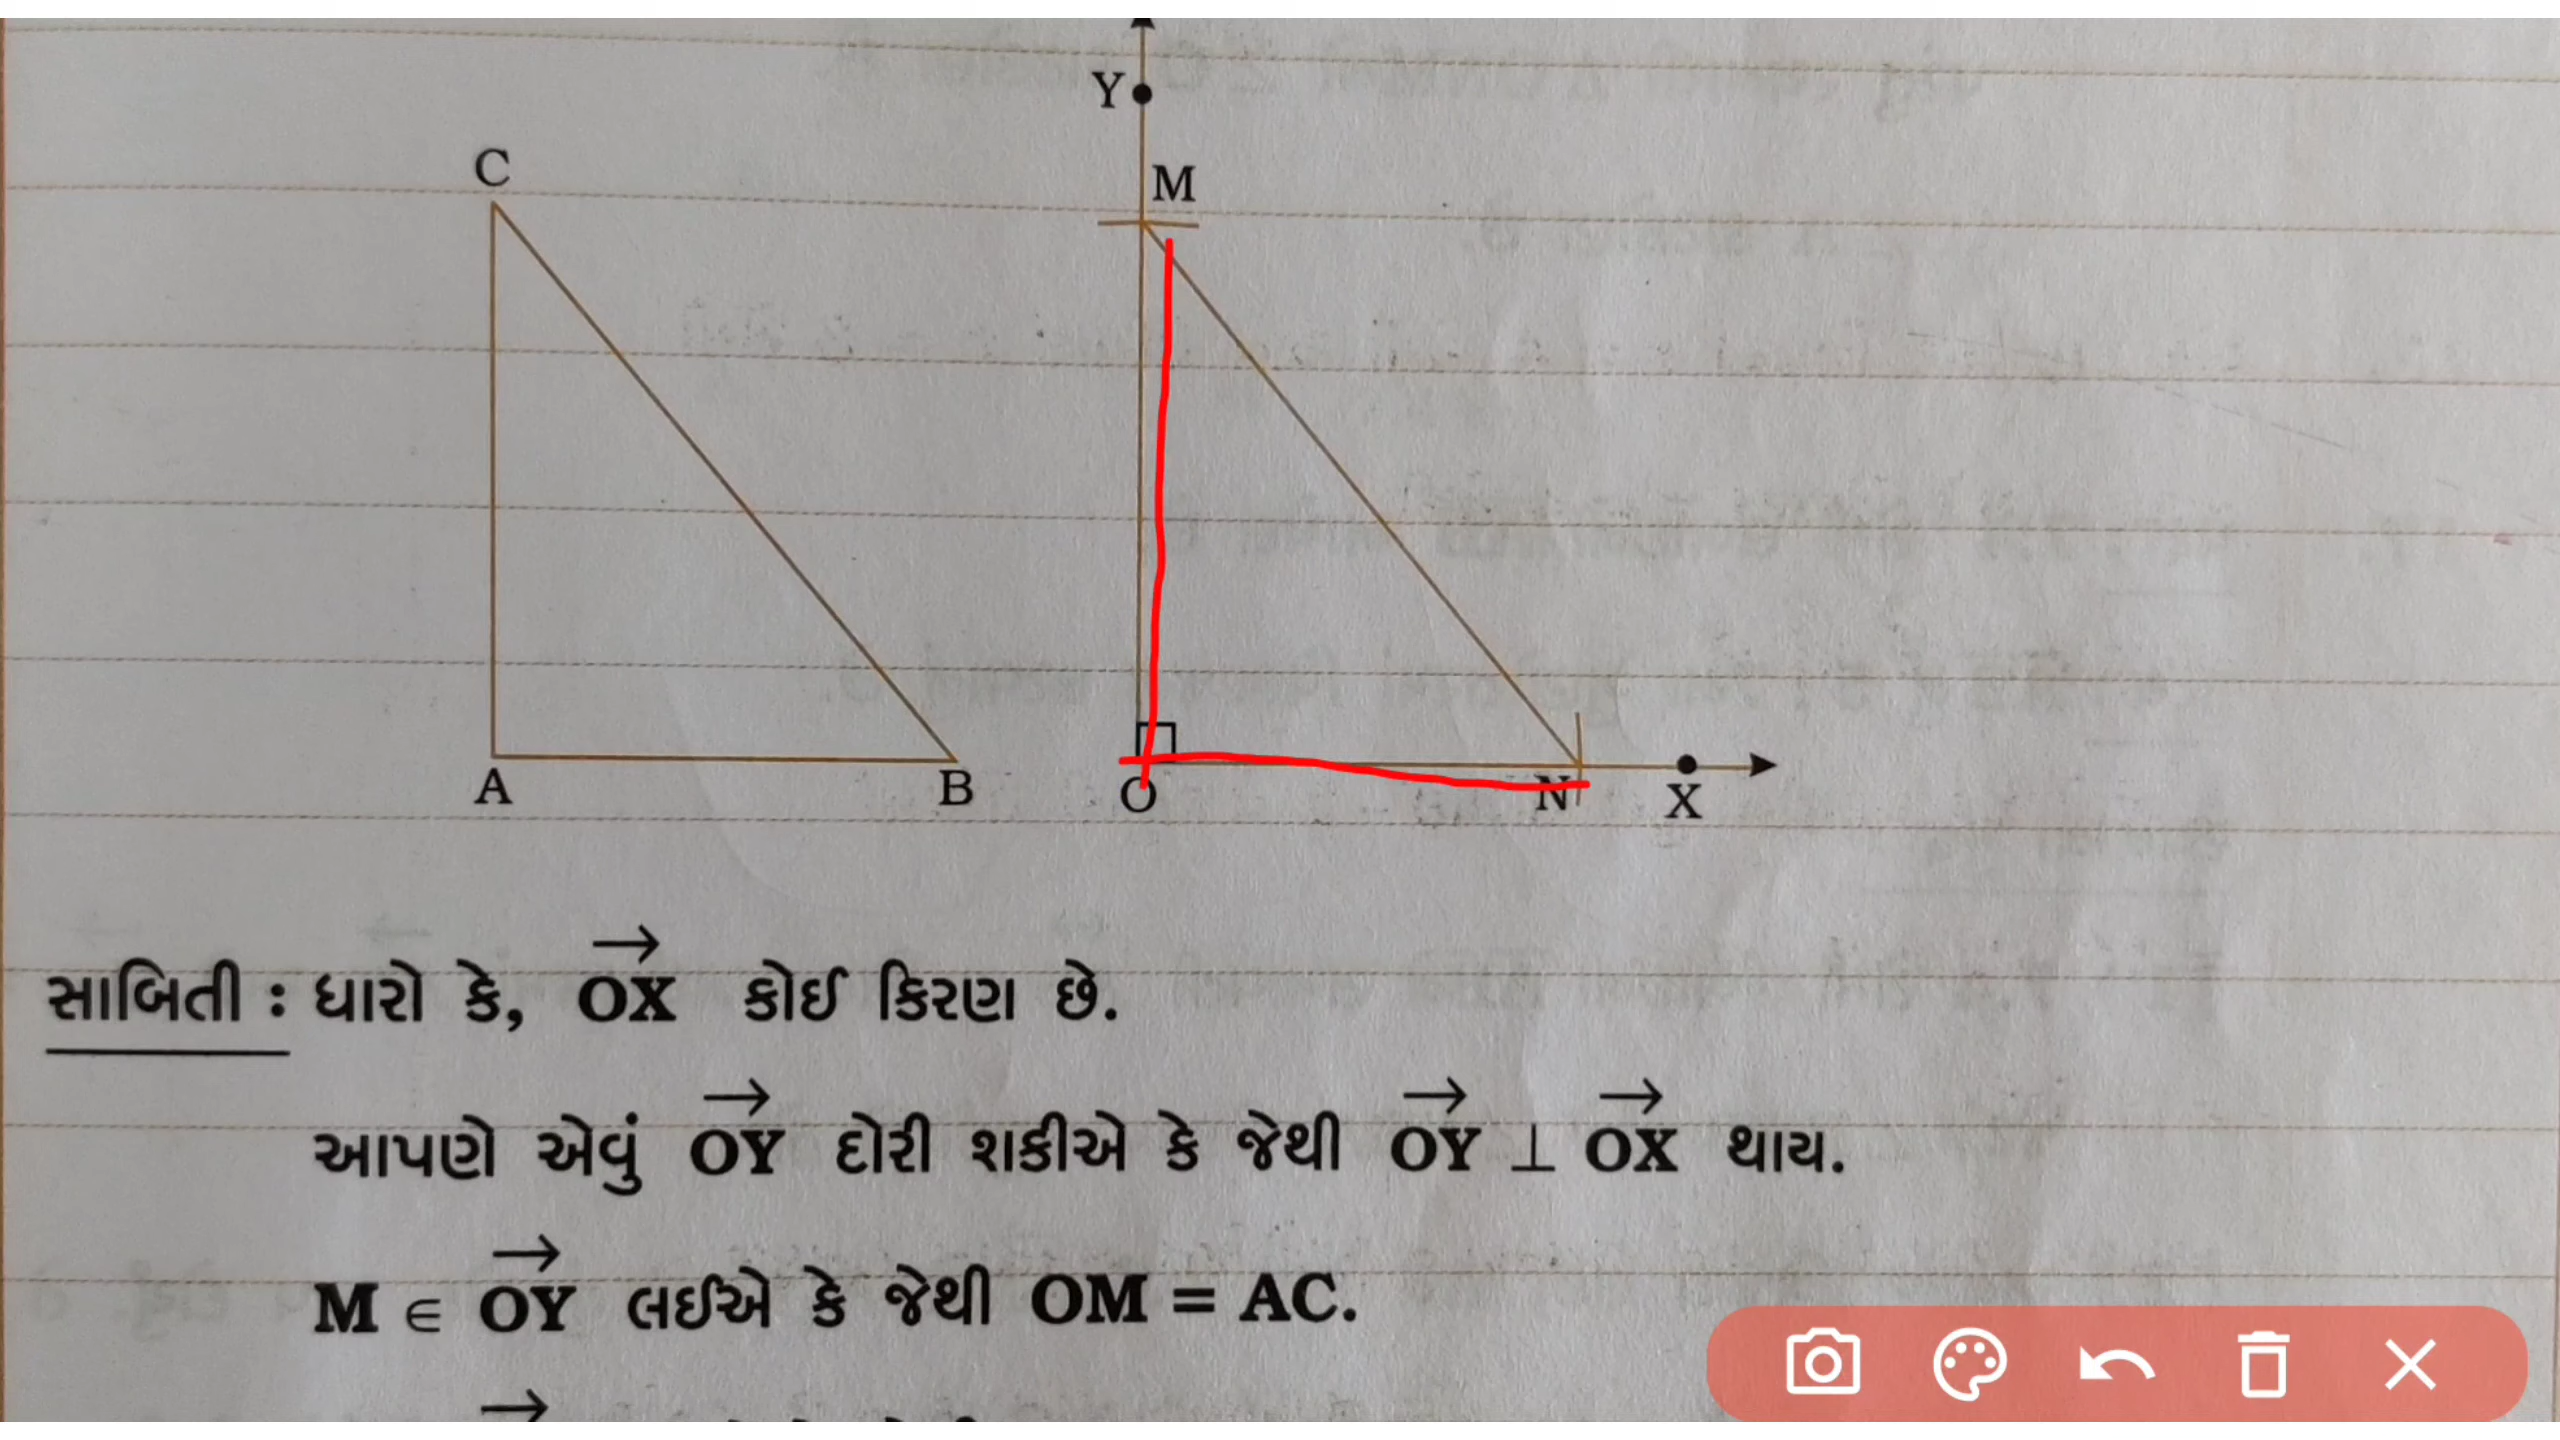 Y
C
M
A
B
O
N
X
સાબિતી : ધારો કે, OX કોઈ કિરણ છે.
આપણે એવું OY દોરી શકીએ કે જેથી OY ⊥ OX થાય.
M ∈ OY લઈએ કે જેથી OM = AC.